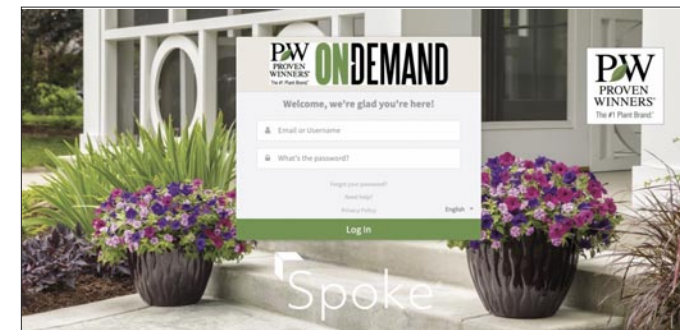 PW
PROVEN
WINNERS®
The #1 Plant Brand.®
ONDEMAND
Welcome, we're glad you're here!
Email or Username
What's the password?
Forgot your password?
Need help?
Privacy Policy
English
Log In
Spoke
PW
PROVEN
WINNERS®
The #1 Plant Brand.®